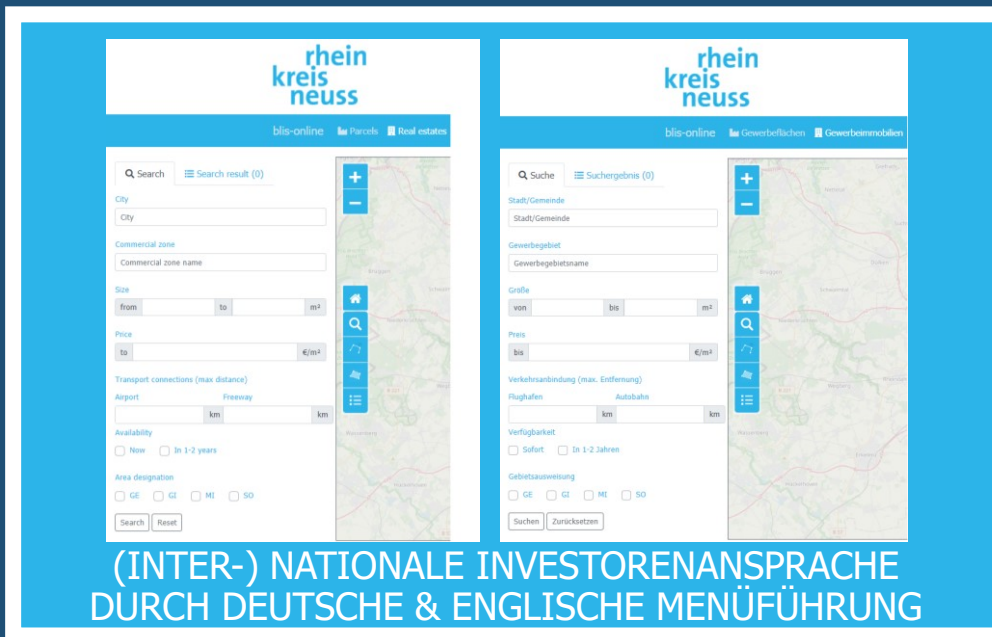 rhein
kreis
neuss
blis-online Parcels Real estates
Search Search result (0)
City
City
Commercial zone
Commercial zone name
Size
from to m²
Price
to €/m²
Transport connections (max distance)
Airport Freeway
km km
Availability
Now In 1-2 years
Area designation
GE GI MI SO
Search Reset
rhein
kreis
neuss
blis-online Gewerbeflächen Gewerbeimmobilien
Suche Suchergebnis (0)
Stadt/Gemeinde
Stadt/Gemeinde
Gewerbegebiet
Gewerbegebietsname
Größe
von bis m²
Preis
bis €/m²
Verkehrsanbindung (max. Entfernung)
Flughafen Autobahn
km km
Verfügbarkeit
Sofort In 1-2 Jahren
Gebietsausweisung
GE GI MI SO
Suchen Zurücksetzen
(INTER-) NATIONALE INVESTORENANSPRACHE
DURCH DEUTSCHE & ENGLISCHE MENÜFÜHRUNG